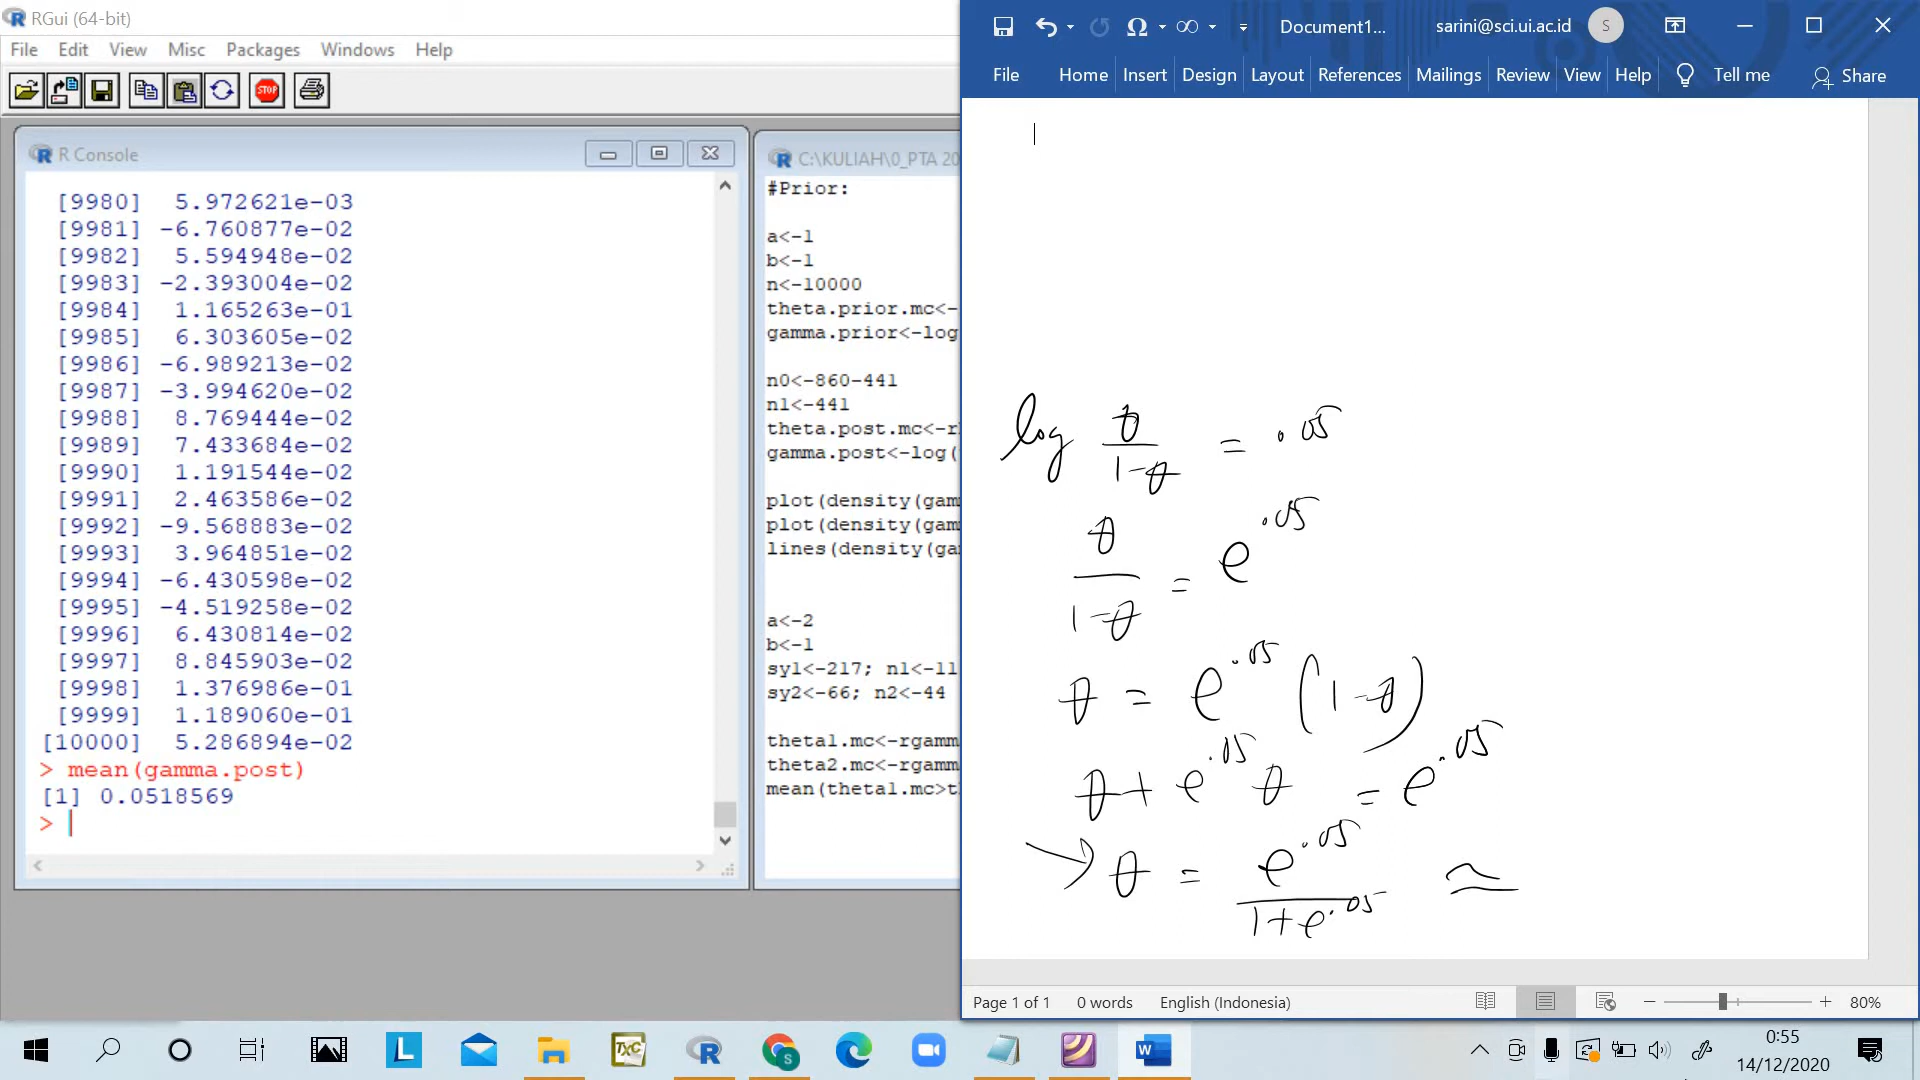 RGui (64-bit)
File Edit View Misc Packages Windows Help
STOP
R Console
[9980] 5.972621e-03
[9981] -6.760877e-02
[9982] 5.594948e-02
[9983] -2.393004e-02
[9984] 1.165263e-01
[9985] 6.303605e-02
[9986] -6.989213e-02
[9987] -3.994620e-02
[9988] 8.769444e-02
[9989] 7.433684e-02
[9990] 1.191544e-02
[9991] 2.463586e-02
[9992] -9.568883e-02
[9993] 3.964851e-02
[9994] -6.430598e-02
[9995] -4.519258e-02
[9996] 6.430814e-02
[9997] 8.845903e-02
[9998] 1.376986e-01
[9999] 1.189060e-01
[10000] 5.286894e-02
> mean(gamma.post)
[1] 0.0518569
>
C:\KULIAH\0_PTA 20
#Prior:
a<-1
b<-1
n<-10000
theta.prior.mc<-
gamma.prior<-log
n0<-860-441
n1<-441
theta.post.mc<-r
gamma.post<-log(
plot(density(gam
plot(density(gam
lines(density(ga
a<-2
b<-1
sy1<-217; n1<-11
sy2<-66; n2<-44
theta1.mc<-rgamm
theta2.mc<-rgamm
mean(theta1.mc>t
Document1... sarini@sci.ui.ac.id S
File Home Insert Design Layout References Mailings Review View Help Tell me Share
log θ/(1-θ) = .05
θ/(1-θ) = e^.05
θ = e^.05 (1-θ)
θ + e^.05 θ = e^.05
→ θ = e^.05/(1+e^.05) ≃
Page 1 of 1 0 words English (Indonesia) 80%
L TXC R S W 0:55
14/12/2020